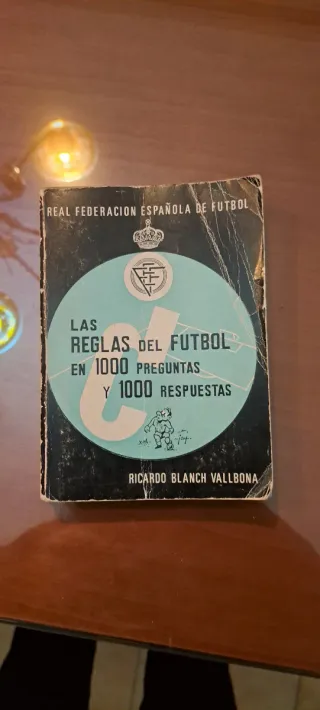 REAL FEDERACION ESPAÑOLA DE FUTBOL
LAS
REGLAS DEL FUTBOL
EN 1000 PREGUNTAS
Y 1000 RESPUESTAS
RICARDO BLANCH VALLBONA